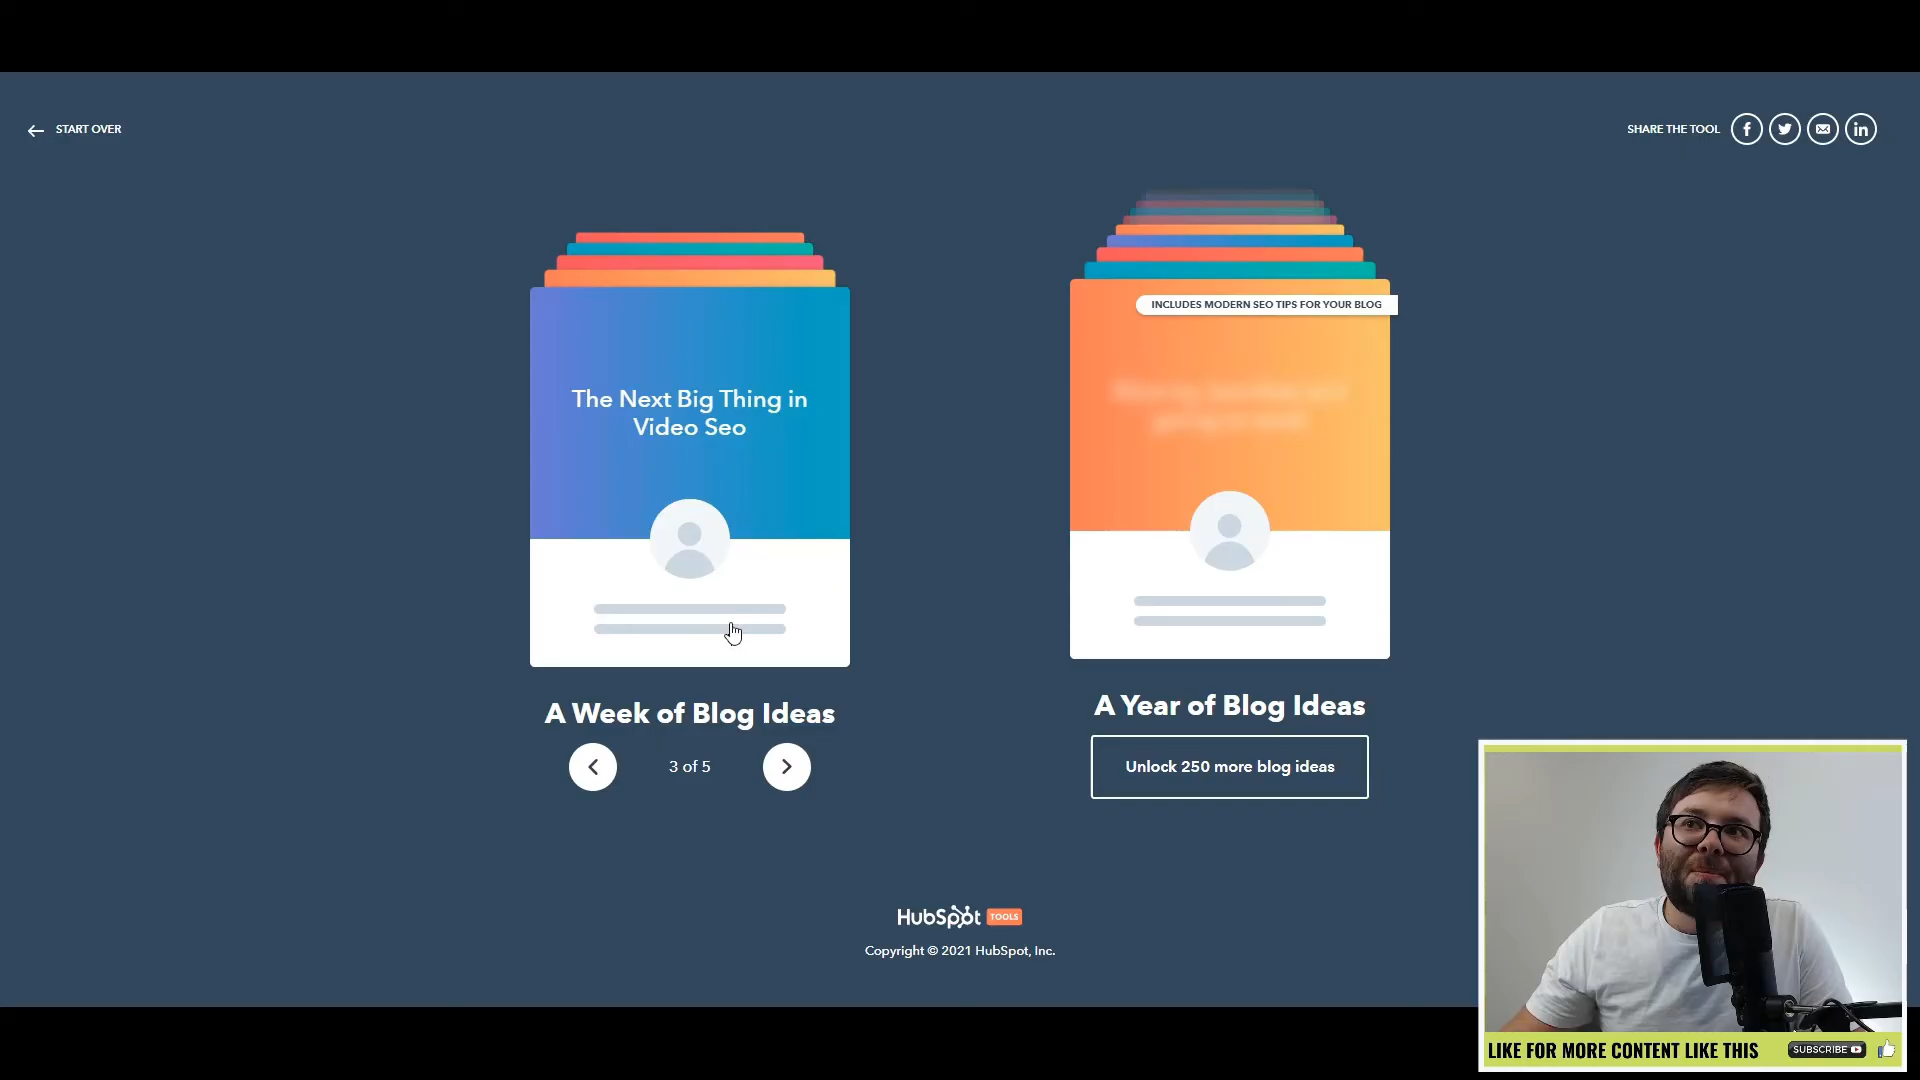 START OVER
SHARE THE TOOL
INCLUDES MODERN SEO TIPS FOR YOUR BLOG
The Next Big Thing in
Video Seo
A Week of Blog Ideas
3 of 5
A Year of Blog Ideas
Unlock 250 more blog ideas
HubSpot TOOLS
Copyright © 2021 HubSpot, Inc.
LIKE FOR MORE CONTENT LIKE THIS
SUBSCRIBE